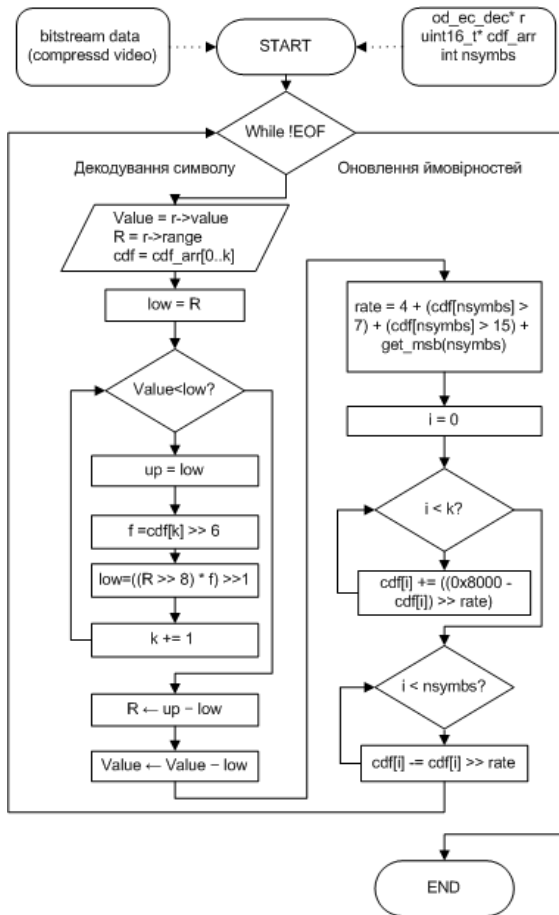 bitstream data
(compressd video)
START
od_ec_dec* r
uint16_t* cdf_arr
int nsymbs
While !EOF
Декодування символу
Оновлення ймовірностей
Value = r->value
R = r->range
cdf = cdf_arr[0..k]
low = R
Value<low?
up = low
f =cdf[k] >> 6
low=((R >> 8) * f) >>1
k += 1
R ← up – low
Value ← Value – low
rate = 4 + (cdf[nsymbs] >
7) + (cdf[nsymbs] > 15) +
get_msb(nsymbs)
i = 0
i < k?
cdf[i] += ((0x8000 -
cdf[i]) >> rate)
i < nsymbs?
cdf[i] -= cdf[i] >> rate
END